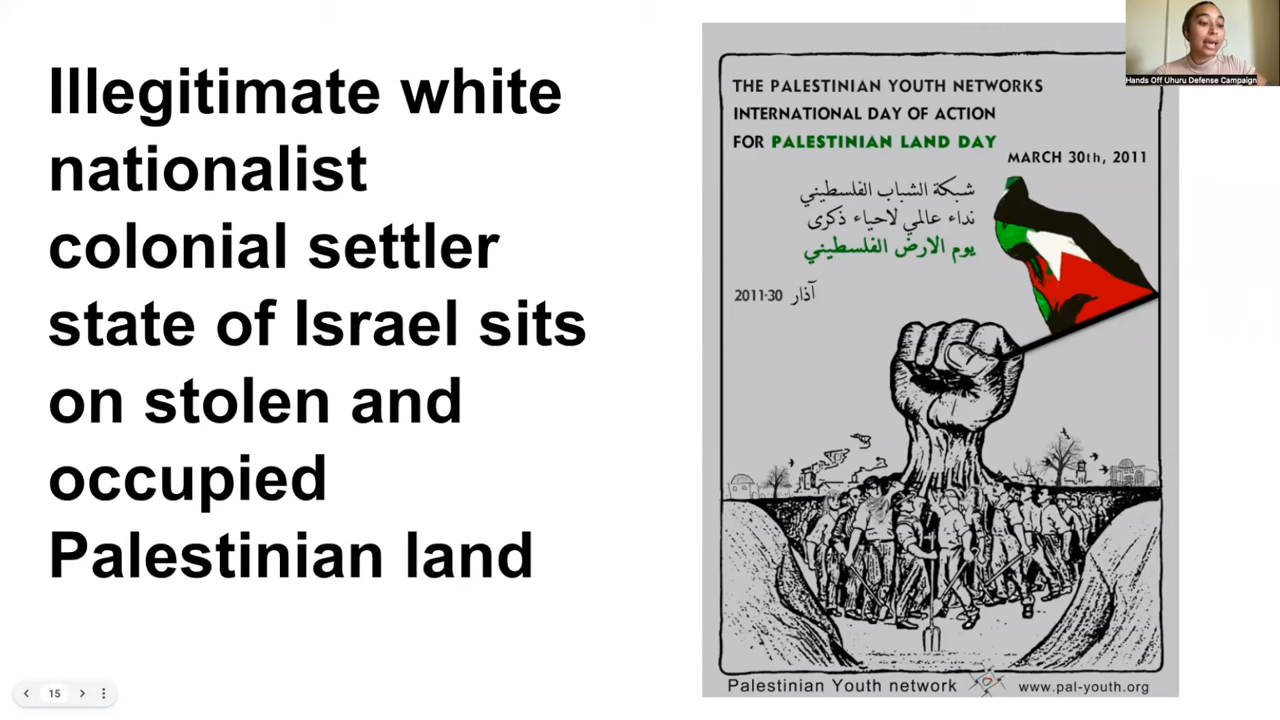 Illegitimate white
nationalist
colonial settler
state of Israel sits
on stolen and
occupied
Palestinian land
THE PALESTINIAN YOUTH NETWORKS
INTERNATIONAL DAY OF ACTION
FOR PALESTINIAN LAND DAY
MARCH 30th, 2011
شبكة الشباب الفلسطيني
نداء عالمي لاحياء ذكرى
يوم الارض الفلسطيني
2011-30 آذار
Palestinian Youth network
www.pal-youth.org
Hands Off Uhuru Defense Campaign
15